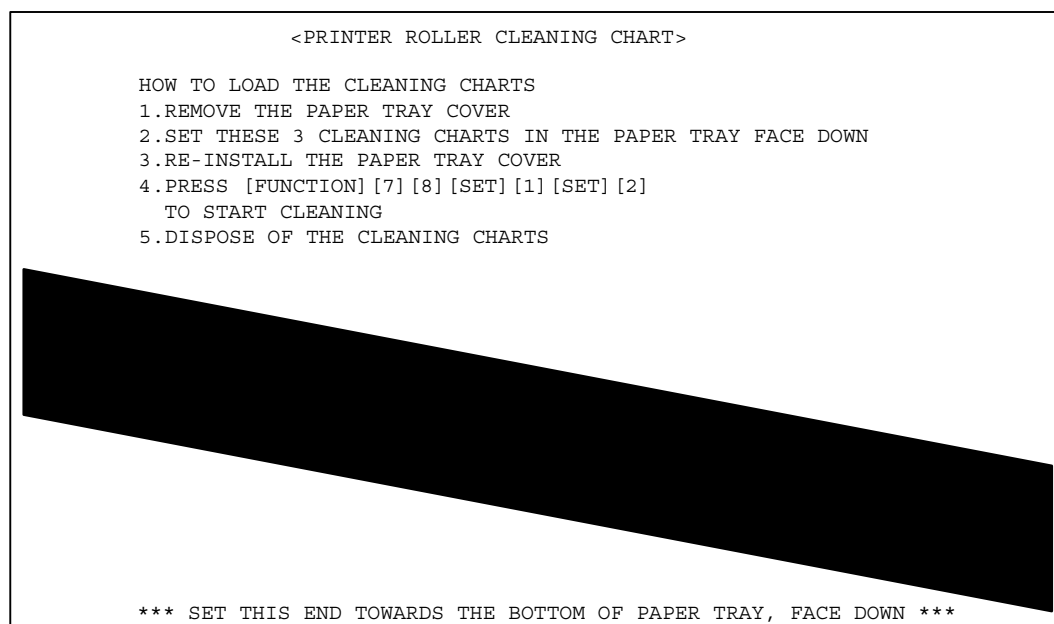 <PRINTER ROLLER CLEANING CHART>
HOW TO LOAD THE CLEANING CHARTS
1.REMOVE THE PAPER TRAY COVER
2.SET THESE 3 CLEANING CHARTS IN THE PAPER TRAY FACE DOWN
3.RE-INSTALL THE PAPER TRAY COVER
4.PRESS [FUNCTION][7][8][SET][1][SET][2]
TO START CLEANING
5.DISPOSE OF THE CLEANING CHARTS
*** SET THIS END TOWARDS THE BOTTOM OF PAPER TRAY, FACE DOWN ***